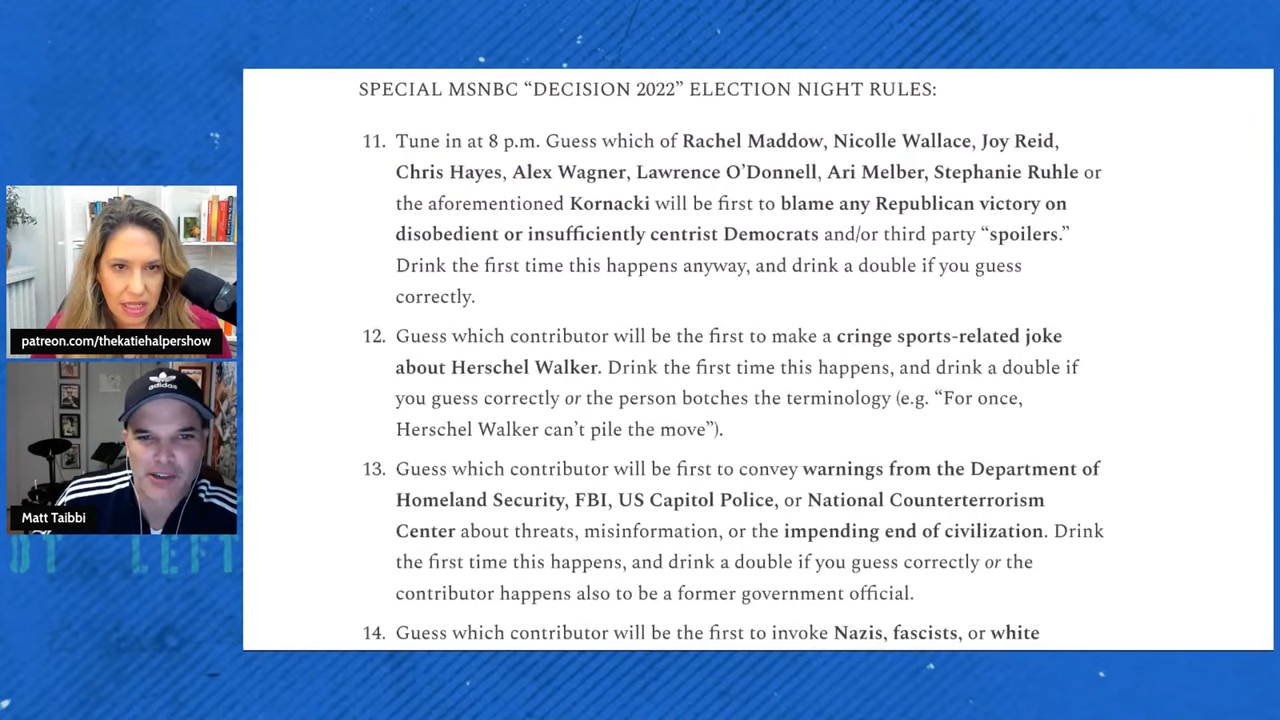 SPECIAL MSNBC “DECISION 2022” ELECTION NIGHT RULES:
11. Tune in at 8 p.m. Guess which of Rachel Maddow, Nicolle Wallace, Joy Reid,
Chris Hayes, Alex Wagner, Lawrence O’Donnell, Ari Melber, Stephanie Ruhle or
the aforementioned Kornacki will be first to blame any Republican victory on
disobedient or insufficiently centrist Democrats and/or third party “spoilers.”
Drink the first time this happens anyway, and drink a double if you guess
correctly.
12. Guess which contributor will be the first to make a cringe sports-related joke
about Herschel Walker. Drink the first time this happens, and drink a double if
you guess correctly or the person botches the terminology (e.g. “For once,
Herschel Walker can’t pile the move”).
13. Guess which contributor will be first to convey warnings from the Department of
Homeland Security, FBI, US Capitol Police, or National Counterterrorism
Center about threats, misinformation, or the impending end of civilization. Drink
the first time this happens, and drink a double if you guess correctly or the
contributor happens also to be a former government official.
14. Guess which contributor will be the first to invoke Nazis, fascists, or white
patreon.com/thekatiehalpershow
adidas
Matt Taibbi
LEFT